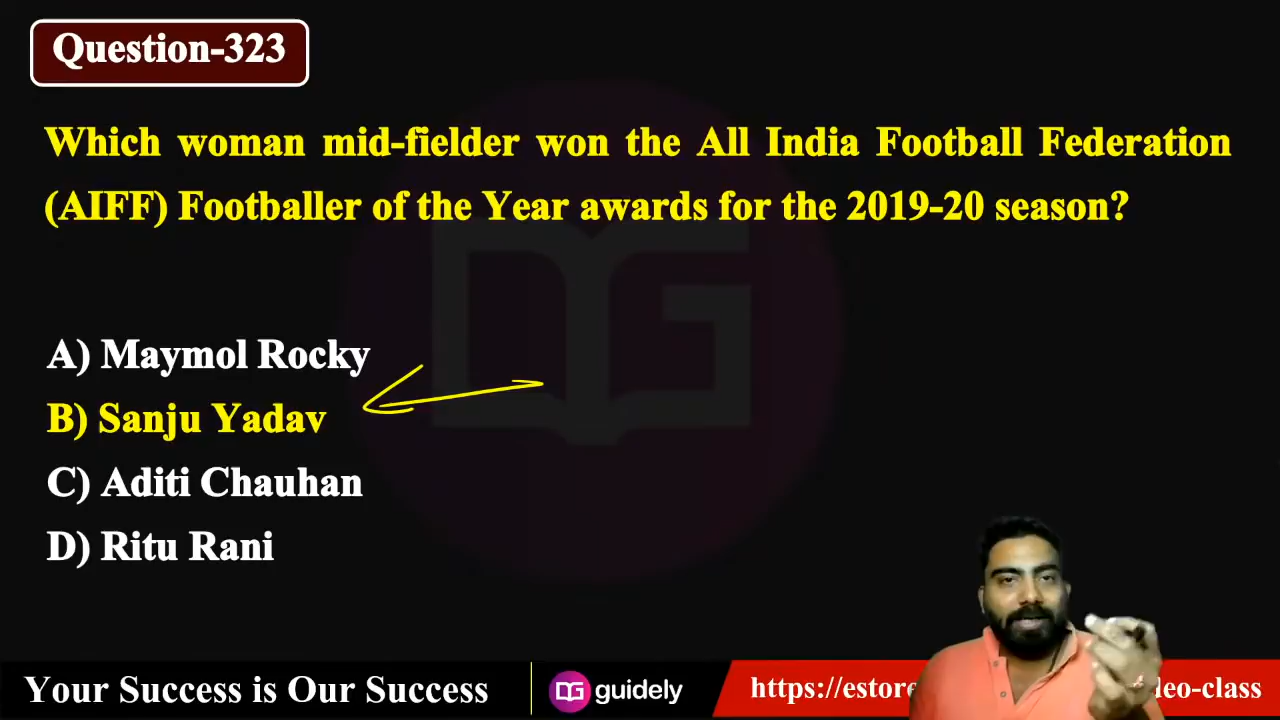 Question-323
Which woman mid-fielder won the All India Football Federation
(AIFF) Footballer of the Year awards for the 2019-20 season?
A) Maymol Rocky
B) Sanju Yadav
C) Aditi Chauhan
D) Ritu Rani
Your Success is Our Success
DG guidely
https://estore
deo-class